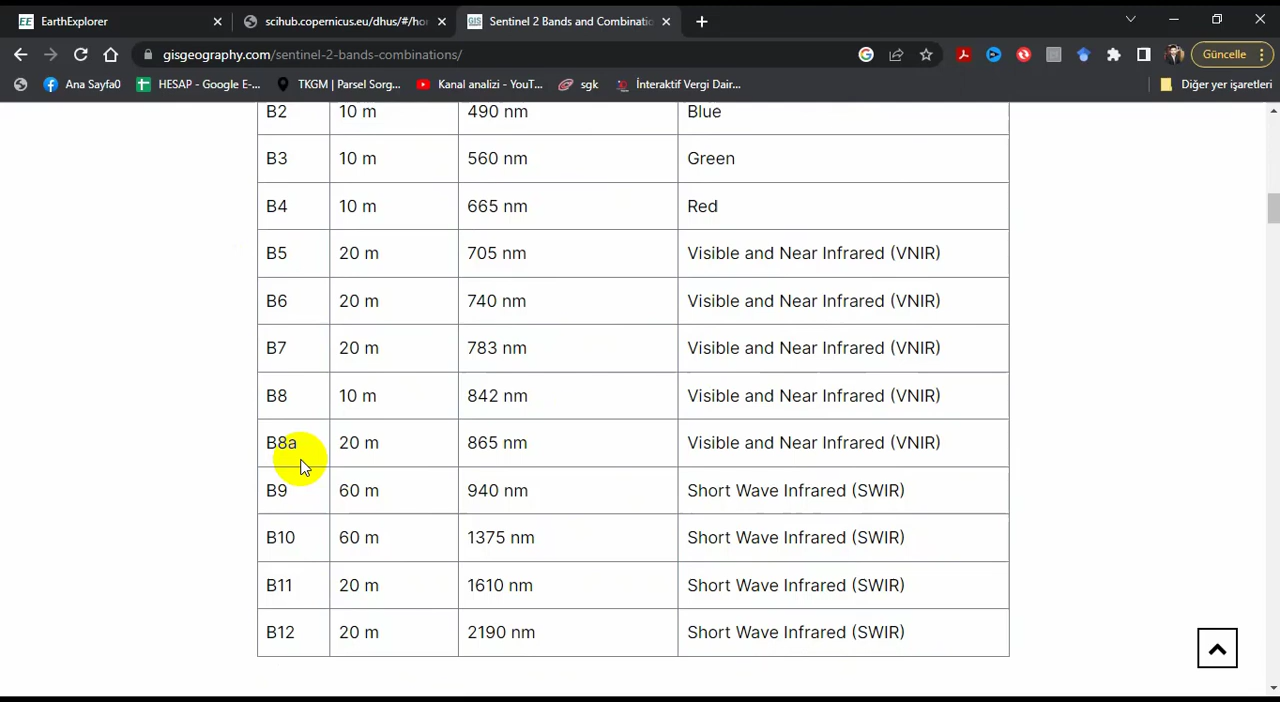 EE EarthExplorer
scihub.copernicus.eu/dhus/#/hor
GIS Sentinel 2 Bands and Combinatio
gisgeography.com/sentinel-2-bands-combinations/
Güncelle
Ana Sayfa0
HESAP - Google E-...
TKGM | Parsel Sorg...
Kanal analizi - YouT...
sgk
İnteraktif Vergi Dair...
Diğer yer işaretleri
B2 10 m 490 nm Blue
B3 10 m 560 nm Green
B4 10 m 665 nm Red
B5 20 m 705 nm Visible and Near Infrared (VNIR)
B6 20 m 740 nm Visible and Near Infrared (VNIR)
B7 20 m 783 nm Visible and Near Infrared (VNIR)
B8 10 m 842 nm Visible and Near Infrared (VNIR)
B8a 20 m 865 nm Visible and Near Infrared (VNIR)
B9 60 m 940 nm Short Wave Infrared (SWIR)
B10 60 m 1375 nm Short Wave Infrared (SWIR)
B11 20 m 1610 nm Short Wave Infrared (SWIR)
B12 20 m 2190 nm Short Wave Infrared (SWIR)